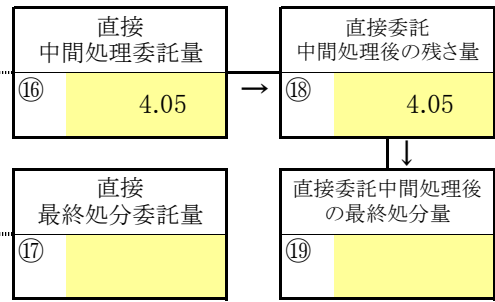 直接
中間処理委託量
⑯
4.05
→
直接委託
中間処理後の残さ量
⑱
4.05
↓
直接
最終処分委託量
⑰
直接委託中間処理後
の最終処分量
⑲